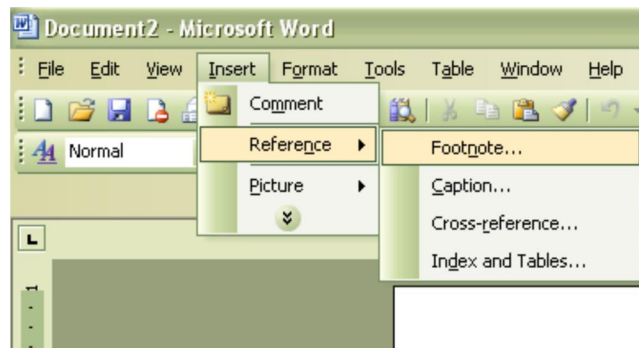 Document2 - Microsoft Word
File Edit View Insert Format Tools Table Window Help
Comment
Normal Reference Footnote...
Picture Caption...
Cross-reference...
Index and Tables...
1